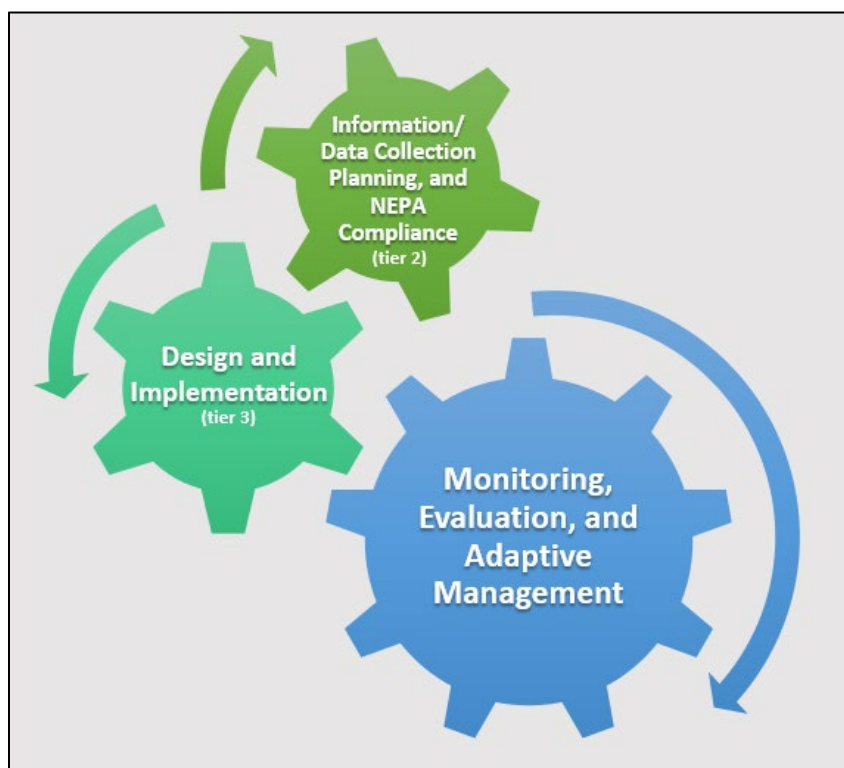 Information/
Data Collection
Planning, and
NEPA
Compliance
(tier 2)
Design and
Implementation
(tier 3)
Monitoring,
Evaluation, and
Adaptive
Management